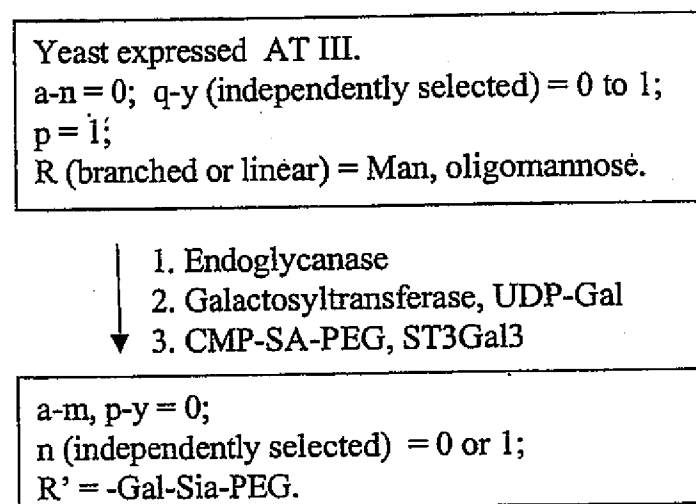 Yeast expressed AT III.
a-n = 0; q-y (independently selected) = 0 to 1;
p = 1;
R (branched or linear) = Man, oligomannose.
1. Endoglycanase
2. Galactosyltransferase, UDP-Gal
3. CMP-SA-PEG, ST3Gal3
a-m, p-y = 0;
n (independently selected) = 0 or 1;
R' = -Gal-Sia-PEG.